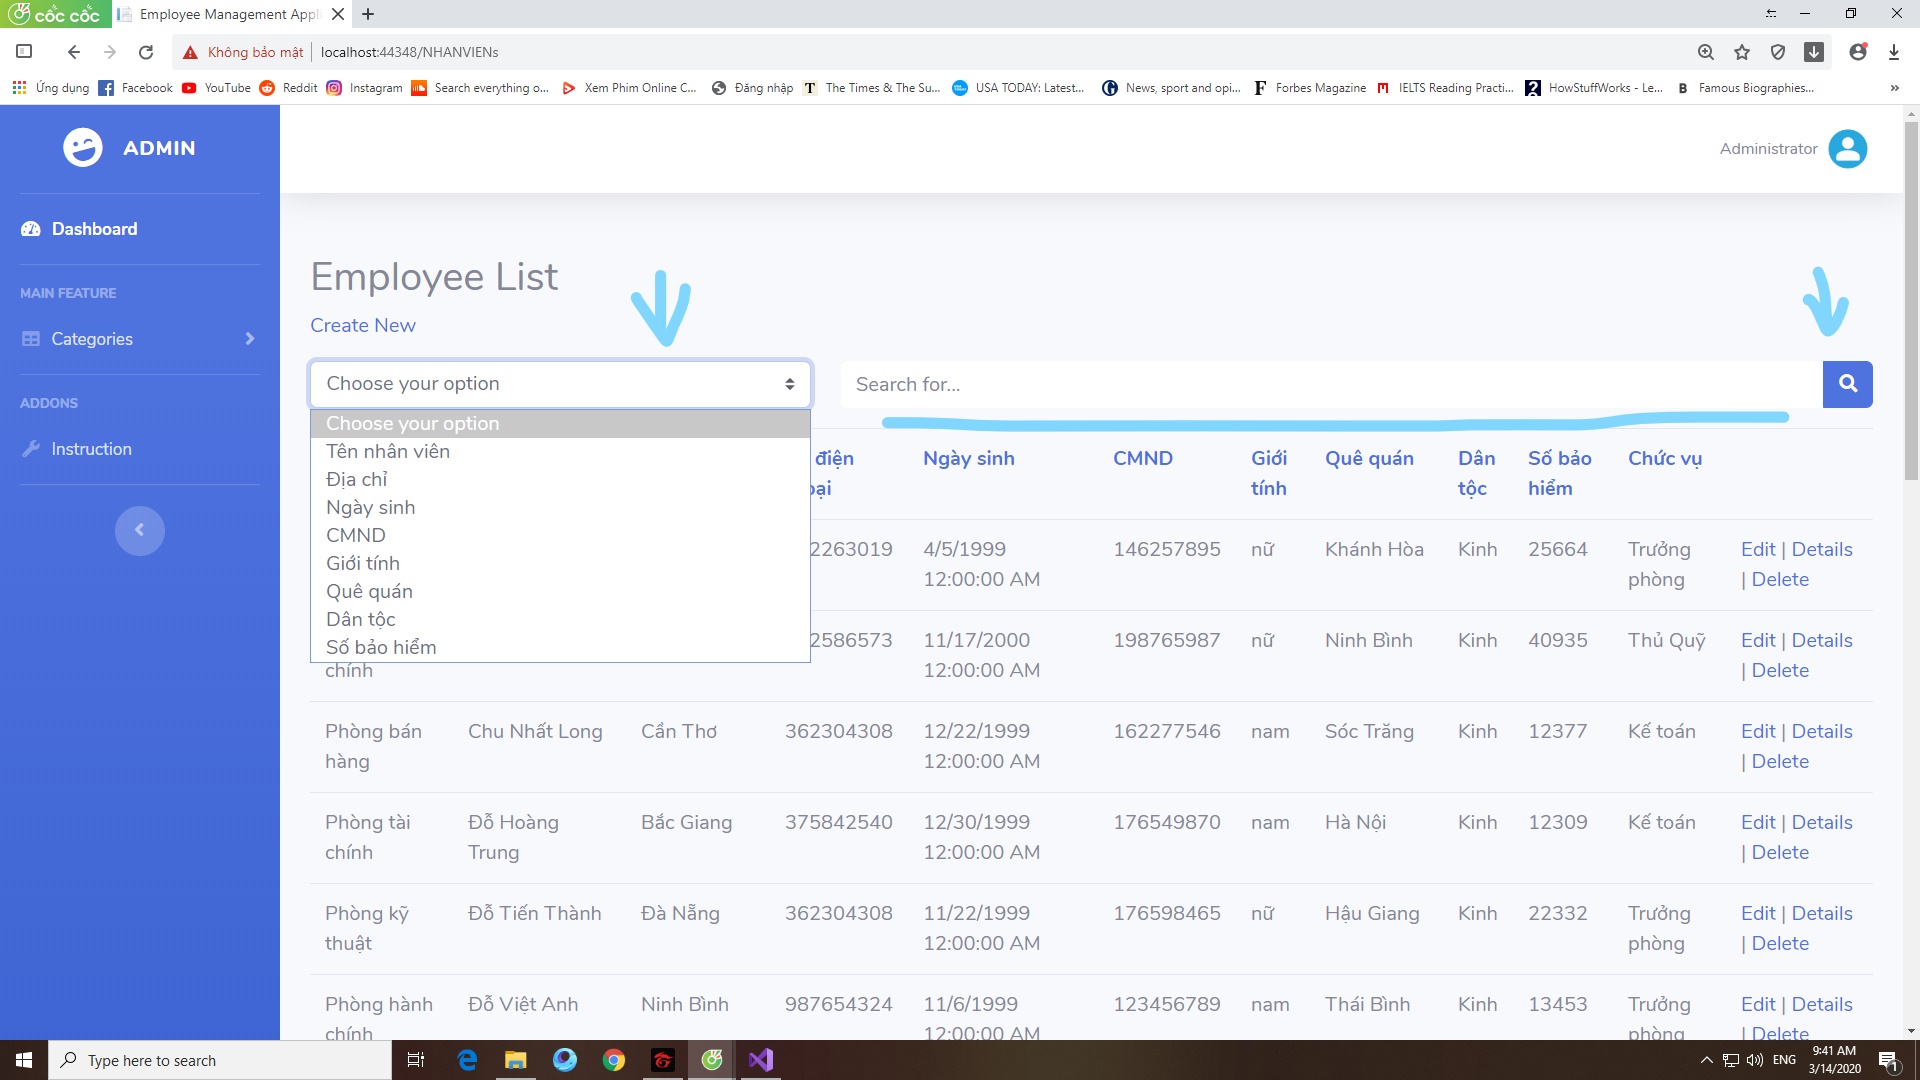 cốc cốc
Employee Management Appl
Không bảo mật
localhost:44348/NHANVIENs
Ứng dụng
Facebook
YouTube
Reddit
Instagram
Search everything o...
Xem Phim Online C...
Đăng nhập
The Times & The Su...
USA TODAY: Latest...
News, sport and opi...
Forbes Magazine
IELTS Reading Practi...
HowStuffWorks - Le...
Famous Biographies...
ADMIN
Administrator
Dashboard
MAIN FEATURE
Categories
ADDONS
Instruction
Employee List
Create New
Choose your option
Search for...
Choose your option
Tên nhân viên
Địa chỉ
Ngày sinh
CMND
Giới tính
Quê quán
Dân tộc
Số bảo hiểm
điện
Ngày sinh
CMND
Giới
tính
Quê quán
Dân
tộc
Số bảo
hiểm
Chức vụ
2263019
4/5/1999
12:00:00 AM
146257895
nữ
Khánh Hòa
Kinh
25664
Trưởng
phòng
Edit | Details
| Delete
chính
2586573
11/17/2000
12:00:00 AM
198765987
nữ
Ninh Bình
Kinh
40935
Thủ Quỹ
Edit | Details
| Delete
Phòng bán
hàng
Chu Nhất Long
Cần Thơ
362304308
12/22/1999
12:00:00 AM
162277546
nam
Sóc Trăng
Kinh
12377
Kế toán
Edit | Details
| Delete
Phòng tài
chính
Đỗ Hoàng
Trung
Bắc Giang
375842540
12/30/1999
12:00:00 AM
176549870
nam
Hà Nội
Kinh
12309
Kế toán
Edit | Details
| Delete
Phòng kỹ
thuật
Đỗ Tiến Thành
Đà Nẵng
362304308
11/22/1999
12:00:00 AM
176598465
nữ
Hậu Giang
Kinh
22332
Trưởng
phòng
Edit | Details
| Delete
Phòng hành
chính
Đỗ Việt Anh
Ninh Bình
987654324
11/6/1999
12:00:00 AM
123456789
nam
Thái Bình
Kinh
13453
Trưởng
phòng
Edit | Details
| Delete
Type here to search
ENG
9:41 AM
3/14/2020
1